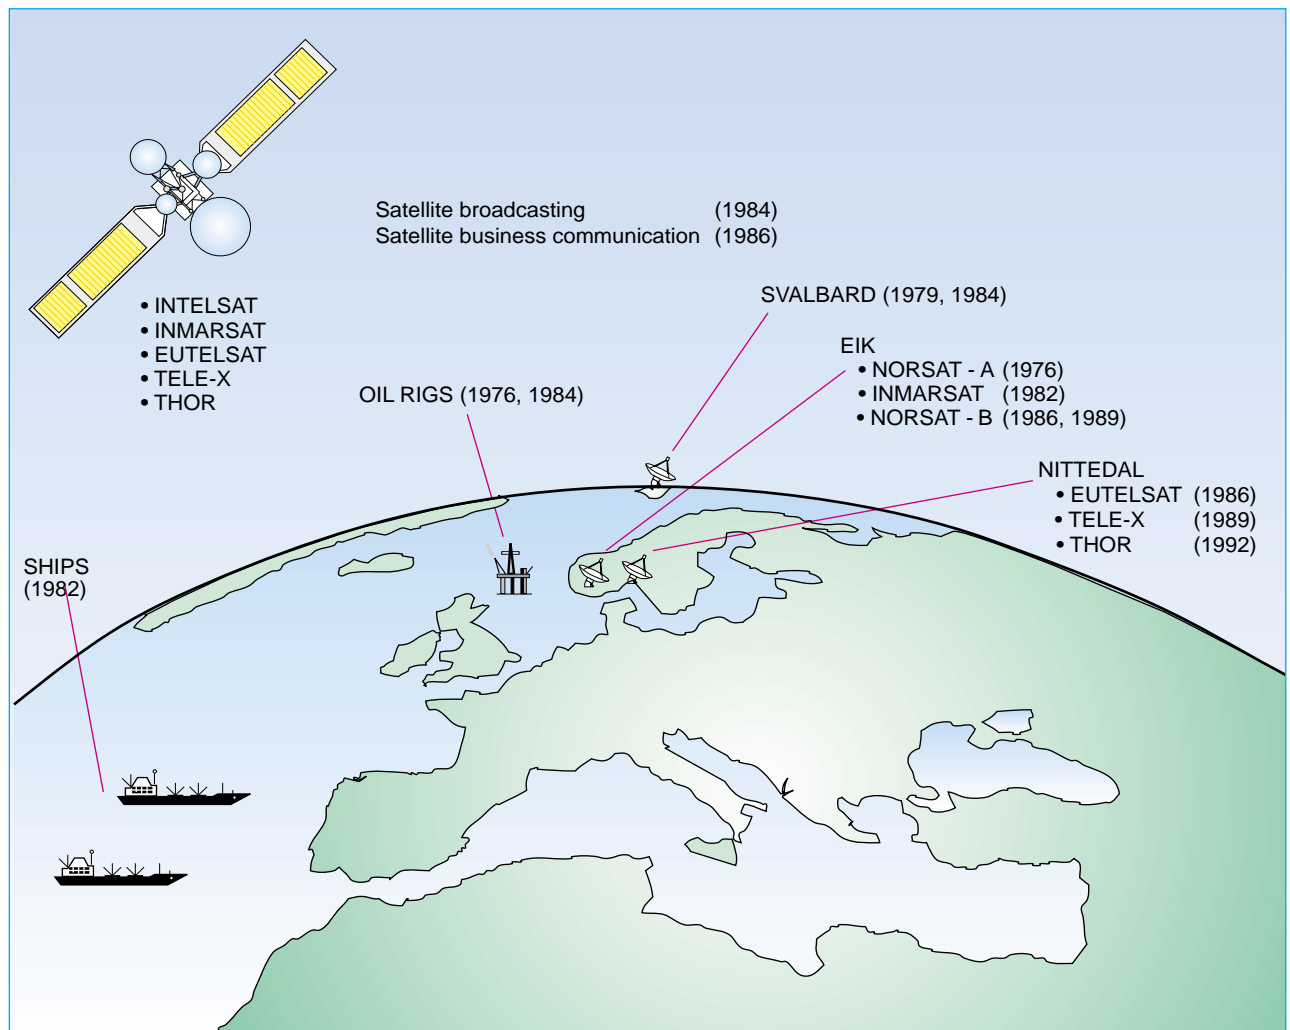 Satellite broadcasting (1984)
Satellite business communication (1986)
• INTELSAT
• INMARSAT
• EUTELSAT
• TELE-X
• THOR
SVALBARD (1979, 1984)
EIK
• NORSAT - A (1976)
• INMARSAT (1982)
• NORSAT - B (1986, 1989)
OIL RIGS (1976, 1984)
NITTEDAL
• EUTELSAT (1986)
• TELE-X (1989)
• THOR (1992)
SHIPS
(1982)